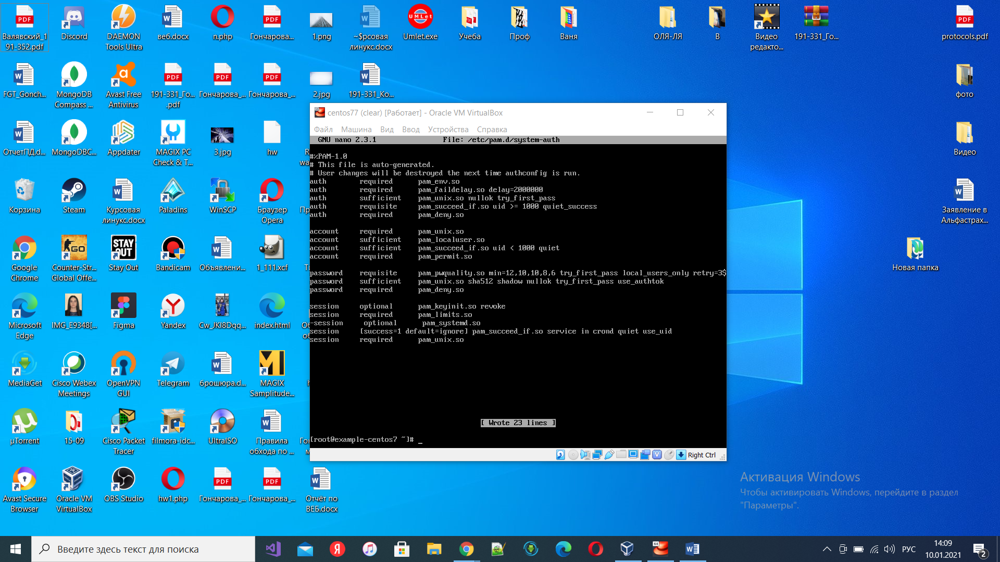 Валявский_1
91-352.pdf
Discord
DAEMON
Tools Ultra
веб.docx
n.php
Гончарова...
1.png
~$рсовая
линукс.docx
Umlet.exe
Учеба
Проф
Ваня
ОЛЯ-ЛЯ
В
Видео
редакто...
191-331_Го...
protocols.pdf
FGT_Gonch...
MongoDB
Compass ...
Avast Free
Antivirus
191-331_Го...
.pdf
Гончарова_...
Гончарова_...
2.jpg
191-331_Ко...
фото
ОтчетПД.d...
MongoDBC...
Appdater
MAGIX PC
Check & T...
3.jpg
hw
Видео
Корзина
Steam
Курсовая
линукс.docx
Paladins
WinSCP
Браузер
Opera
Заявление в
Альфастрах...
Google
Chrome
Counter-Str...
Global Offe...
Stay Out
Bandicam
Объявлени...
1_111.xcf
Новая папка
Microsoft
Edge
IMG_E9348[...
Figma
Yandex
Cw_JKI8Dqq...
index.html
MediaGet
Cisco Webex
Meetings
OpenVPN
GUI
Telegram
брошюра.d...
MAGIX
Samplitude...
µTorrent
15-09
Cisco Packet
Tracer
filmora-idc...
UltraISO
Правила
обхода по ...
Avast Secure
Browser
Oracle VM
VirtualBox
OBS Studio
hw1.php
Гончарова_...
Гончарова_...
Отчёт по
ВЕБ.docx
centos77 (clear) [Работает] - Oracle VM VirtualBox
Файл Машина Вид Ввод Устройства Справка
GNU nano 2.3.1 File: /etc/pam.d/system-auth
#%PAM-1.0
# This file is auto-generated.
# User changes will be destroyed the next time authconfig is run.
auth required pam_env.so
auth required pam_faildelay.so delay=2000000
auth sufficient pam_unix.so nullok try_first_pass
auth requisite pam_succeed_if.so uid >= 1000 quiet_success
auth required pam_deny.so
account required pam_unix.so
account sufficient pam_localuser.so
account sufficient pam_succeed_if.so uid < 1000 quiet
account required pam_permit.so
password requisite pam_pwquality.so min=12,10,10,8,6 try_first_pass local_users_only retry=3$
password sufficient pam_unix.so sha512 shadow nullok try_first_pass use_authtok
password required pam_deny.so
session optional pam_keyinit.so revoke
session required pam_limits.so
-session optional pam_systemd.so
session [success=1 default=ignore] pam_succeed_if.so service in crond quiet use_uid
session required pam_unix.so
[ Wrote 23 lines ]
[root@example-centos7 ~]# _
Right Ctrl
Активация Windows
Чтобы активировать Windows, перейдите в раздел
"Параметры".
Введите здесь текст для поиска
РУС
14:09
10.01.2021
2